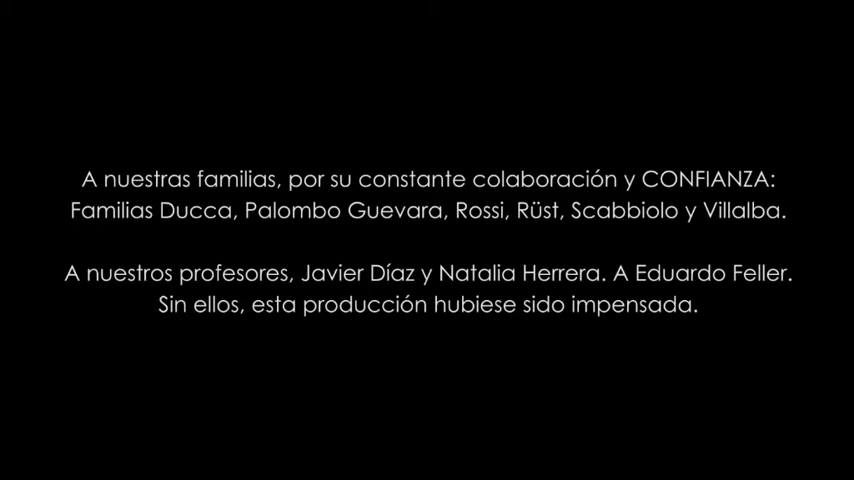 A nuestras familias, por su constante colaboración y CONFIANZA:
Familias Ducca, Palombo Guevara, Rossi, Rüst, Scabbiolo y Villalba.
A nuestros profesores, Javier Díaz y Natalia Herrera. A Eduardo Feller.
Sin ellos, esta producción hubiese sido impensada.